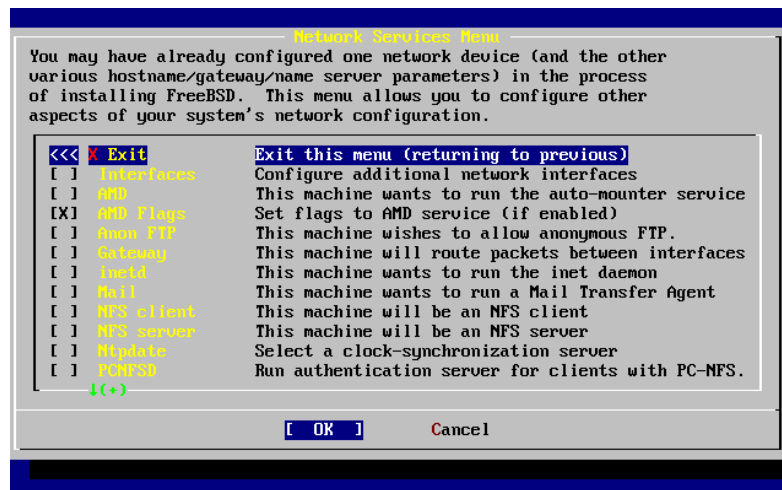 Network Services Menu
You may have already configured one network device (and the other
various hostname/gateway/name server parameters) in the process
of installing FreeBSD.  This menu allows you to configure other
aspects of your system's network configuration.
<<< X Exit Exit this menu (returning to previous)
[ ] Interfaces Configure additional network interfaces
[ ] AMD This machine wants to run the auto-mounter service
[X] AMD Flags Set flags to AMD service (if enabled)
[ ] Anon FTP This machine wishes to allow anonymous FTP.
[ ] Gateway This machine will route packets between interfaces
[ ] inetd This machine wants to run the inet daemon
[ ] Mail This machine wants to run a Mail Transfer Agent
[ ] NFS client This machine will be an NFS client
[ ] NFS server This machine will be an NFS server
[ ] Ntpdate Select a clock-synchronization server
[ ] PCNFSD Run authentication server for clients with PC-NFS.
↓(+)
[ OK ] Cancel